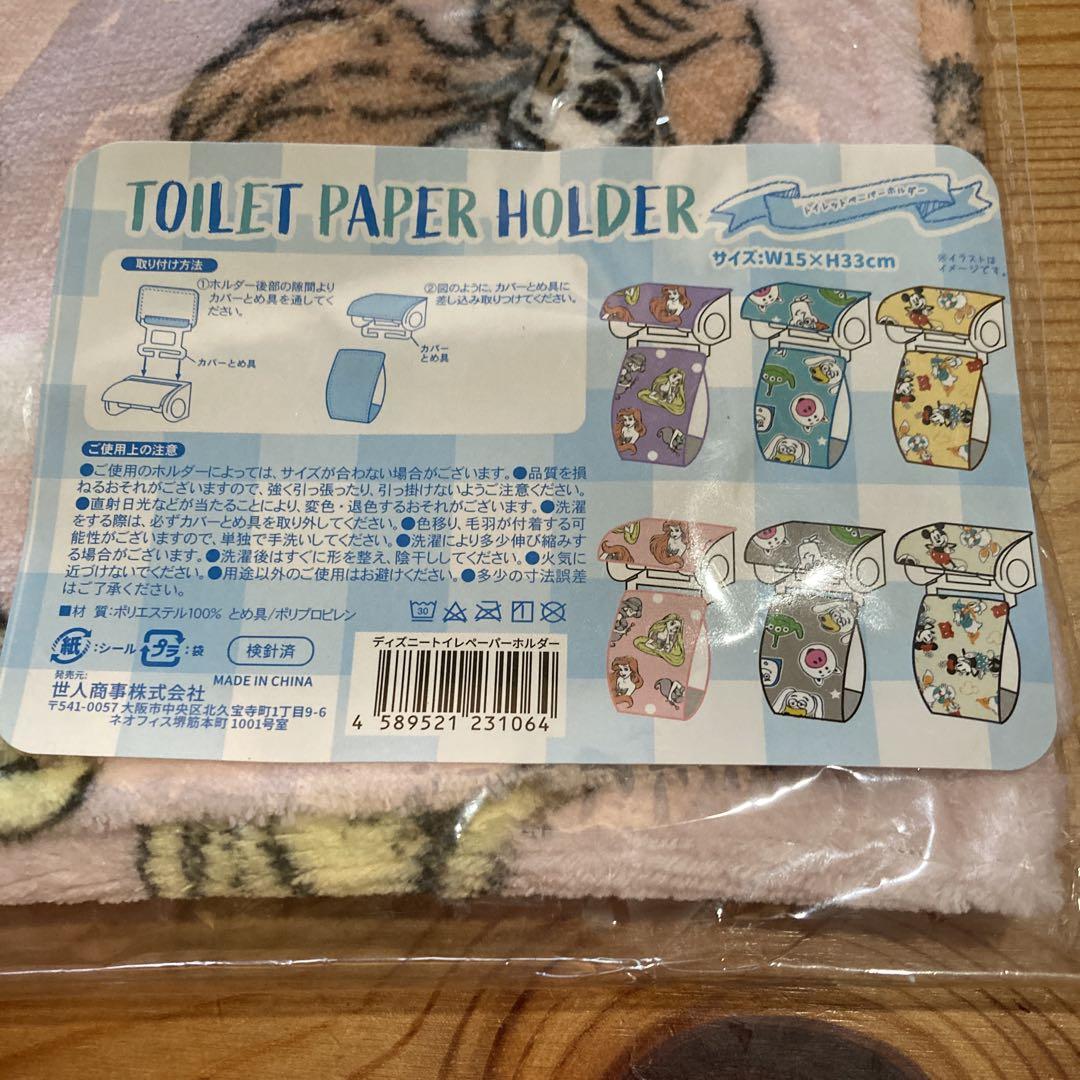 TOILET PAPER HOLDER
トイレットペーパーホルダー
サイズ:W15×H33cm
※イラストは
イメージです。
取り付け方法
①ホルダー後部の隙間より
カバーとめ具を通してく
ださい。
カバーとめ具
②図のように、カバーとめ具に
差し込み取りつけてください。
カバー
とめ具
ご使用上の注意
●ご使用のホルダーによっては、サイズが合わない場合がございます。●品質を損
ねるおそれがございますので、強く引っ張ったり、引っ掛けないようご注意ください。
●直射日光などが当たることにより、変色・退色するおそれがございます。●洗濯
をする際は、必ずカバーとめ具を取り外してください。●色移り、毛羽が付着する可
能性がございますので、単独で手洗いしてください。●洗濯により多少伸び縮みす
る場合がございます。●洗濯後はすぐに形を整え、陰干ししてください。●火気に
近づけないでください。●用途以外のご使用はお避けください。●多少の寸法誤差
はご了承ください。
■材 質:ポリエステル100% とめ具/ポリプロピレン
30
紙:シール プラ:袋
検針済
MADE IN CHINA
発売元:
世人商事株式会社
〒541-0057 大阪市中央区北久宝寺町1丁目9-6
ネオフィス堺筋本町 1001号室
ディズニートイレペーパーホルダー
4 589521 231064